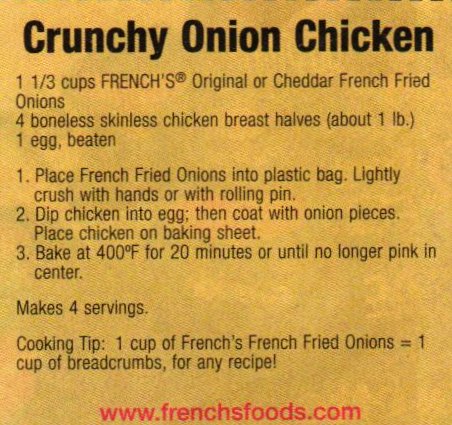 Crunchy Onion Chicken
1 1/3 cups FRENCH'S® Original or Cheddar French Fried
Onions
4 boneless skinless chicken breast halves (about 1 lb.)
1 egg, beaten
1. Place French Fried Onions into plastic bag. Lightly
crush with hands or with rolling pin.
2. Dip chicken into egg; then coat with onion pieces.
Place chicken on baking sheet.
3. Bake at 400ºF for 20 minutes or until no longer pink in
center.
Makes 4 servings.
Cooking Tip: 1 cup of French's French Fried Onions = 1
cup of breadcrumbs, for any recipe!
www.frenchsfoods.com